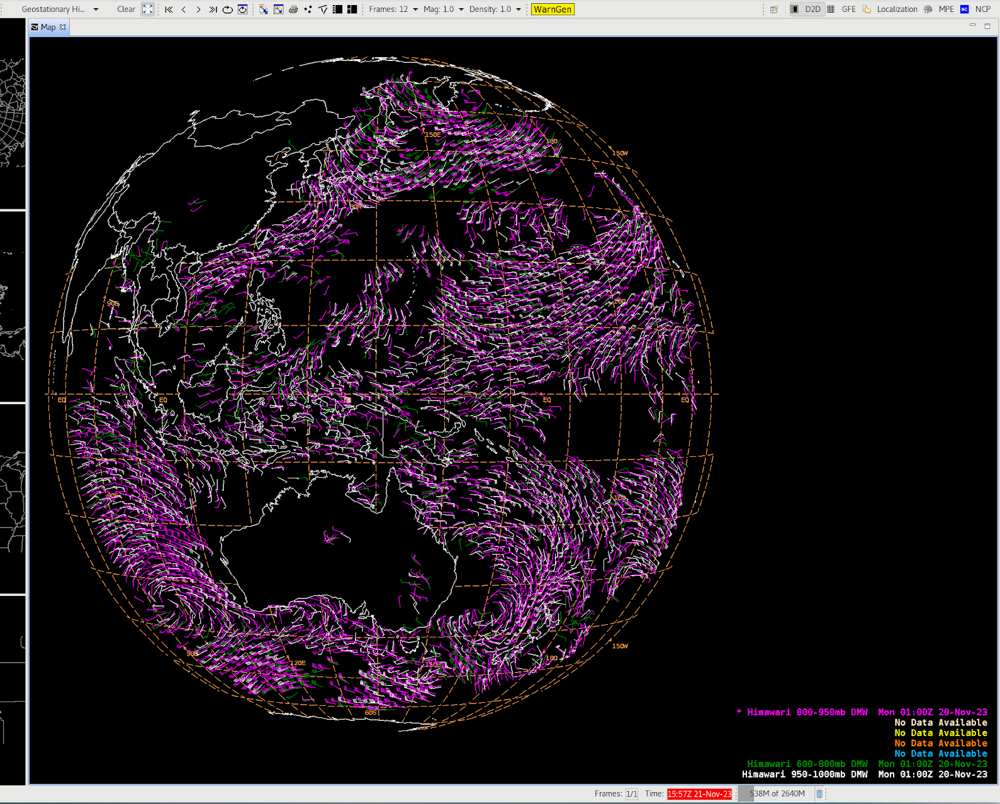 Geostationary Hi...
Clear
Frames: 12
Mag: 1.0
Density: 1.0
WarnGen
D2D
GFE
Localization
MPE
NC NCP
Map
150E
180
150W
30N
90E
180
EQ
EQ
EQ
EQ
EQ
90E
180
90E
120E
150E
180
150W
60S
* Himawari 800-950mb DMW Mon 01:00Z 20-Nov-23
No Data Available
No Data Available
No Data Available
No Data Available
Himawari 600-800mb DMW Mon 01:00Z 20-Nov-23
Himawari 950-1000mb DMW Mon 01:00Z 20-Nov-23
Frames: 1/1 Time: 15:57Z 21-Nov-23 538M of 2640M